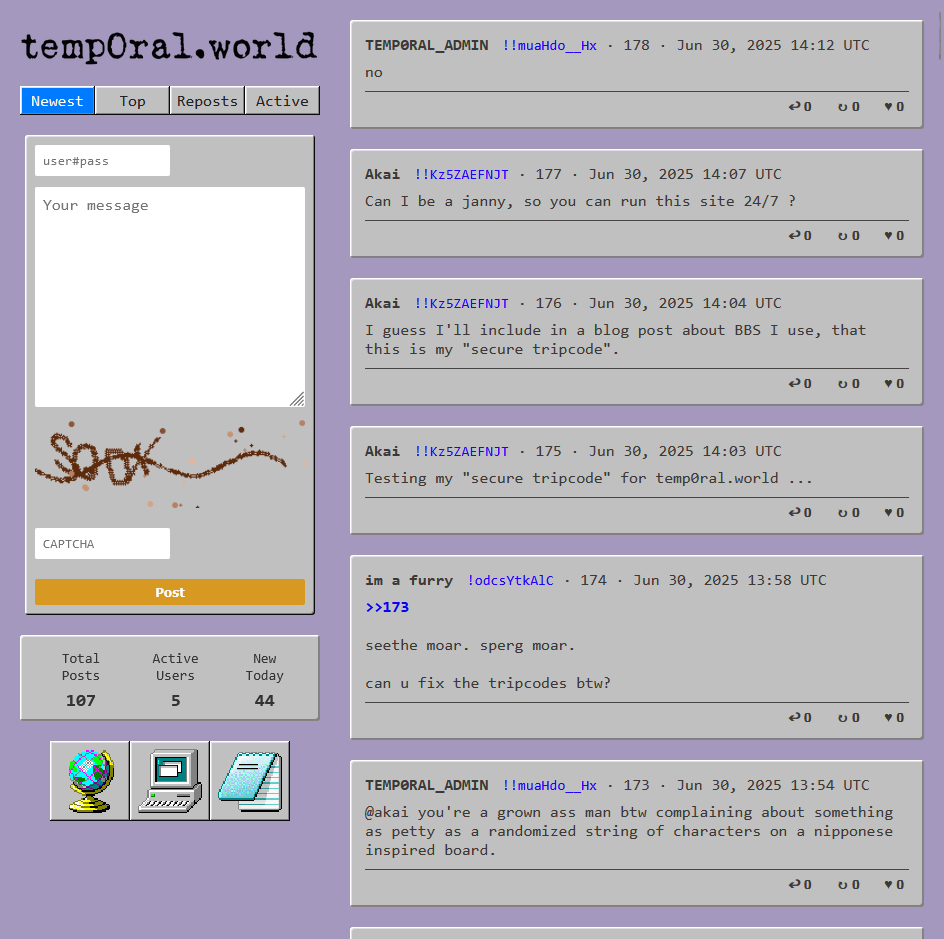 temp0ral.world
Newest Top Reposts Active
user#pass
Your message
CAPTCHA
Post
Total Posts
107
Active Users
5
New Today
44
TEMP0RAL_ADMIN !!muaHdo__Hx · 178 · Jun 30, 2025 14:12 UTC
no
↩0 ↻0 ♥0
Akai !!Kz5ZAEFNJT · 177 · Jun 30, 2025 14:07 UTC
Can I be a janny, so you can run this site 24/7 ?
↩0 ↻0 ♥0
Akai !!Kz5ZAEFNJT · 176 · Jun 30, 2025 14:04 UTC
I guess I'll include in a blog post about BBS I use, that
this is my "secure tripcode".
↩0 ↻0 ♥0
Akai !!Kz5ZAEFNJT · 175 · Jun 30, 2025 14:03 UTC
Testing my "secure tripcode" for temp0ral.world ...
↩0 ↻0 ♥0
im a furry !odcsYtkAlC · 174 · Jun 30, 2025 13:58 UTC
>>173
seethe moar. sperg moar.
can u fix the tripcodes btw?
↩0 ↻0 ♥0
TEMP0RAL_ADMIN !!muaHdo__Hx · 173 · Jun 30, 2025 13:54 UTC
@akai you're a grown ass man btw complaining about something
as petty as a randomized string of characters on a nipponese
inspired board.
↩0 ↻0 ♥0